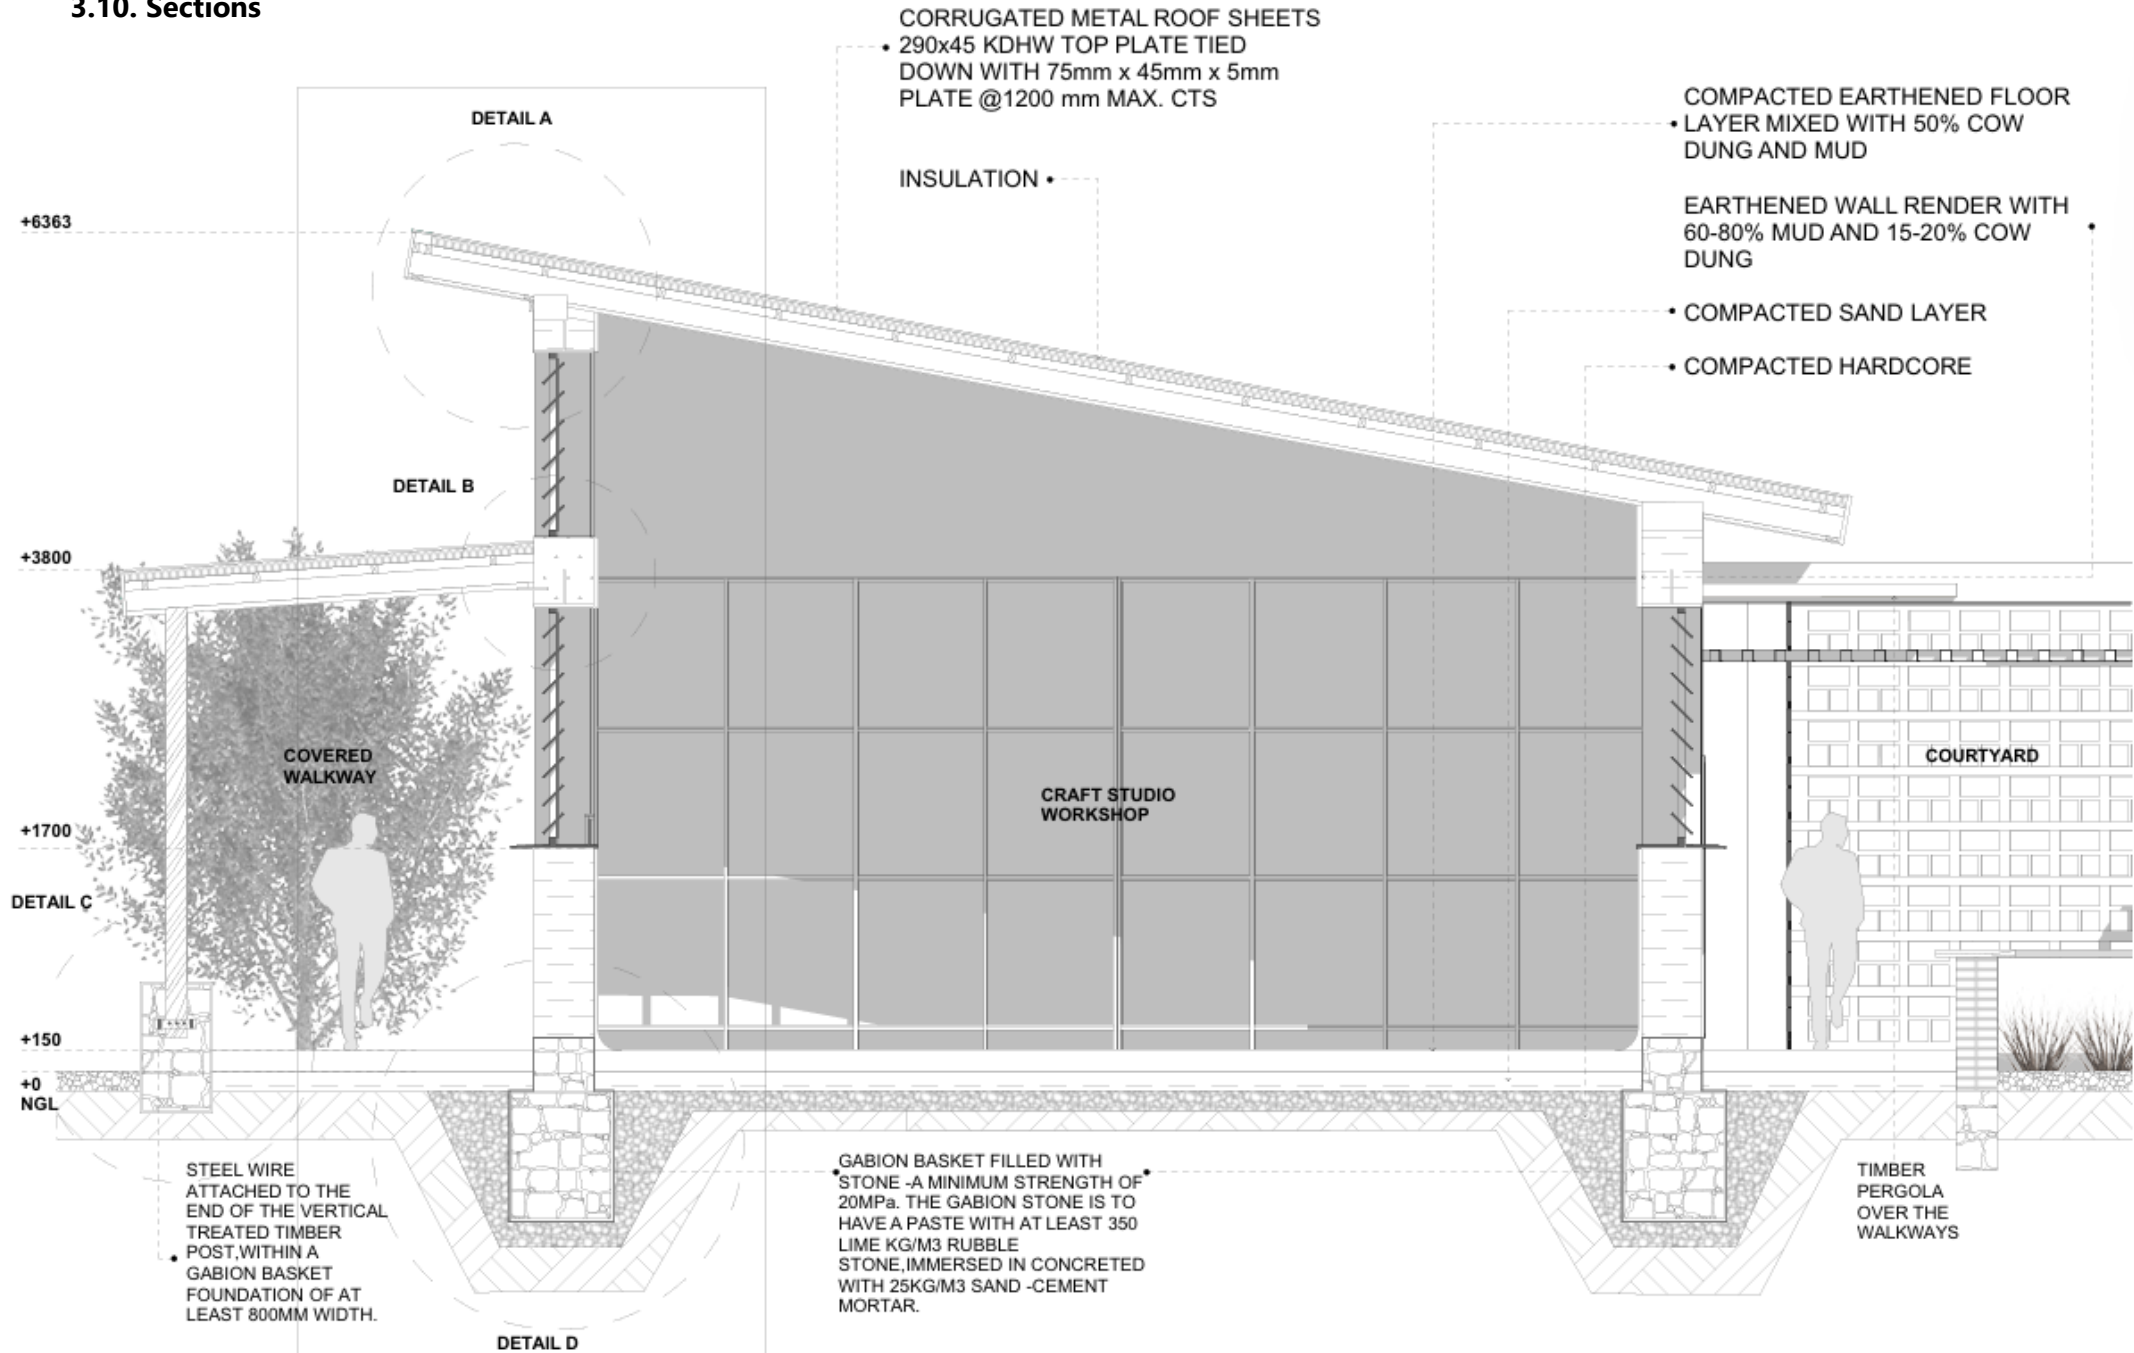 3.10. Sections
CORRUGATED METAL ROOF SHEETS
290x45 KDHW TOP PLATE TIED
DOWN WITH 75mm x 45mm x 5mm
PLATE @1200 mm MAX. CTS
COMPACTED EARTHENED FLOOR
LAYER MIXED WITH 50% COW
DUNG AND MUD
DETAIL A
INSULATION
EARTHENED WALL RENDER WITH
60-80% MUD AND 15-20% COW
DUNG
+6363
COMPACTED SAND LAYER
COMPACTED HARDCORE
DETAIL B
+3800
COVERED
WALKWAY
COURTYARD
CRAFT STUDIO
WORKSHOP
+1700
DETAIL C
+150
+0
NGL
STEEL WIRE
ATTACHED TO THE
END OF THE VERTICAL
TREATED TIMBER
POST,WITHIN A
GABION BASKET
FOUNDATION OF AT
LEAST 800MM WIDTH.
GABION BASKET FILLED WITH
STONE -A MINIMUM STRENGTH OF
20MPa. THE GABION STONE IS TO
HAVE A PASTE WITH AT LEAST 350
LIME KG/M3 RUBBLE
STONE,IMMERSED IN CONCRETED
WITH 25KG/M3 SAND -CEMENT
MORTAR.
TIMBER
PERGOLA
OVER THE
WALKWAYS
DETAIL D